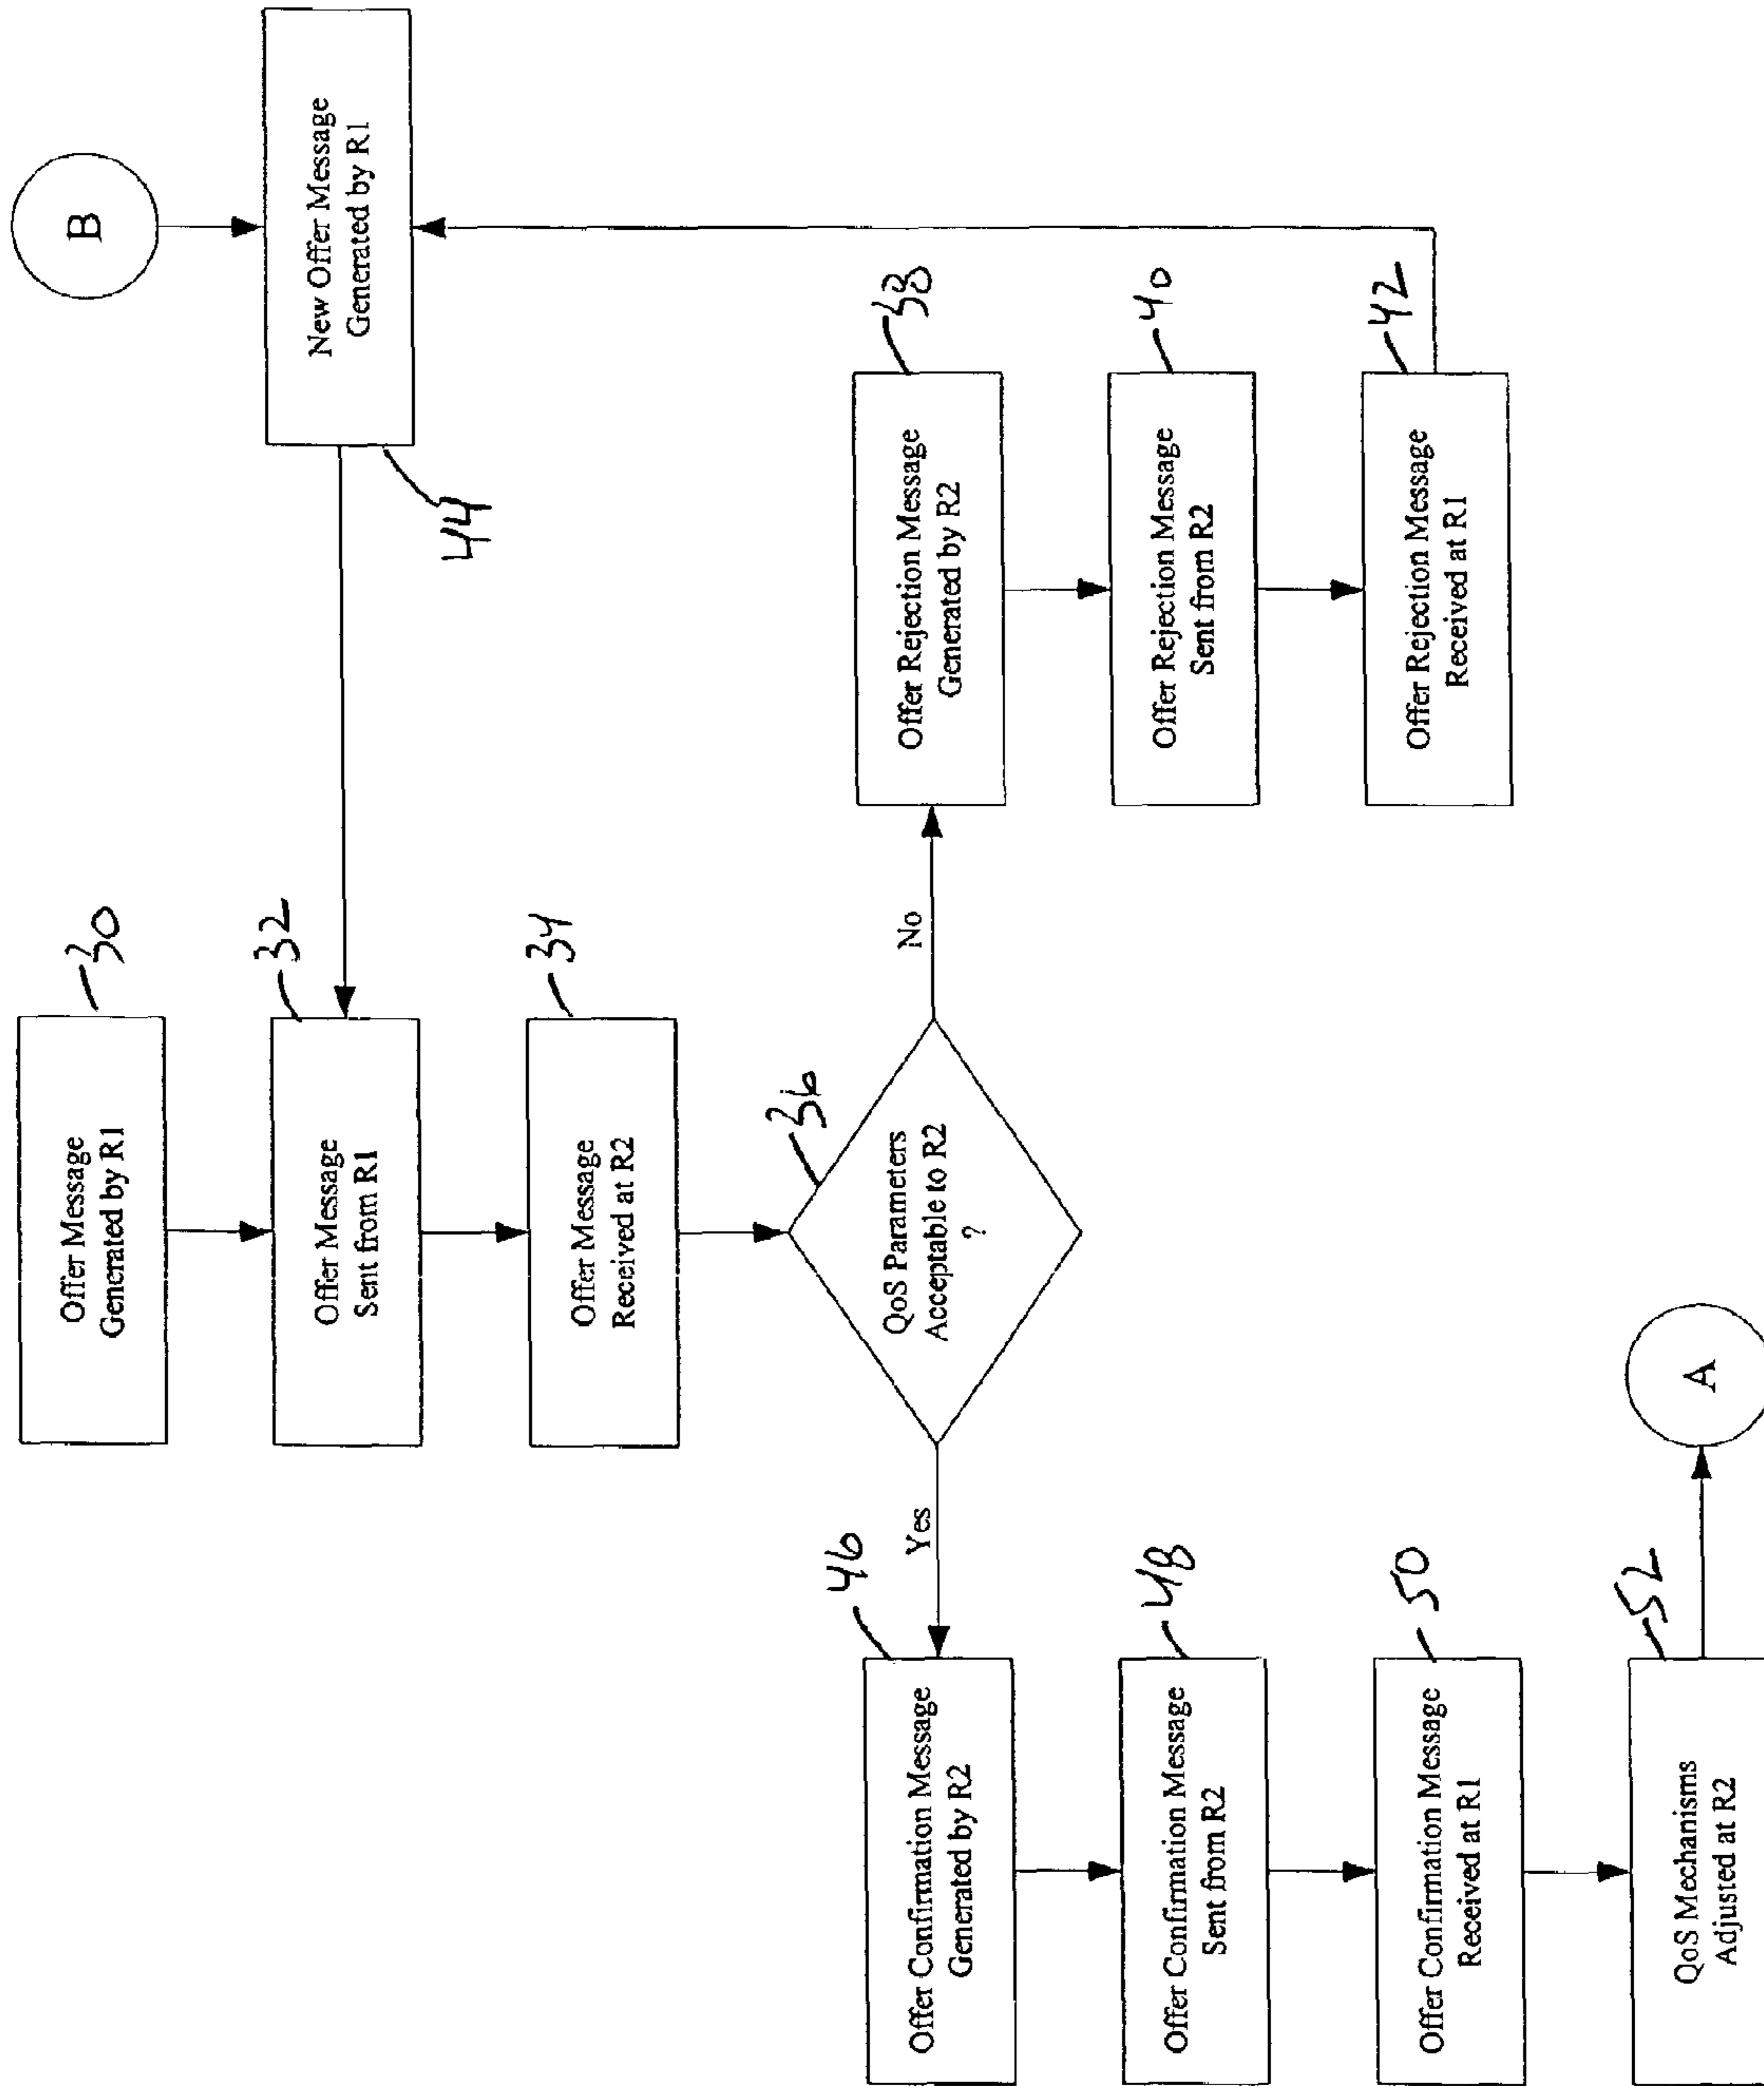 30
Offer Message
Generated by R1
B
32
Offer Message
Sent from R1
New Offer Message
Generated by R1
44
34
Offer Message
Received at R2
36
QoS Parameters
Acceptable to R2
?
Yes
No
46
Offer Confirmation Message
Generated by R2
38
Offer Rejection Message
Generated by R2
48
Offer Confirmation Message
Sent from R2
40
Offer Rejection Message
Sent from R2
50
Offer Confirmation Message
Received at R1
42
Offer Rejection Message
Received at R1
52
QoS Mechanisms
Adjusted at R2
A